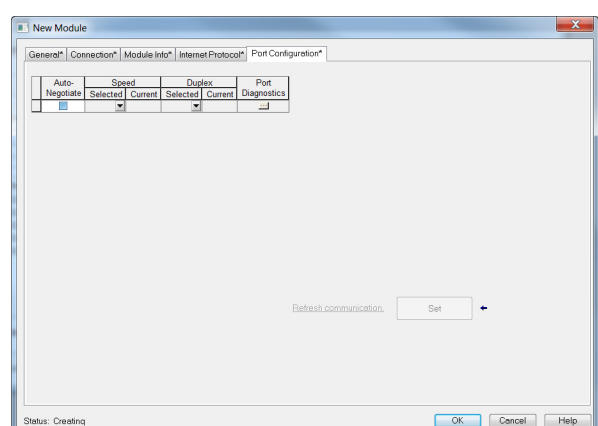 New Module
General* Connection* Module Info* Internet Protocol* Port Configuration*
Auto- Speed Duplex Port
Negotiate Selected Current Selected Current Diagnostics
...
Refresh communication. Set
Status: Creating OK Cancel Help